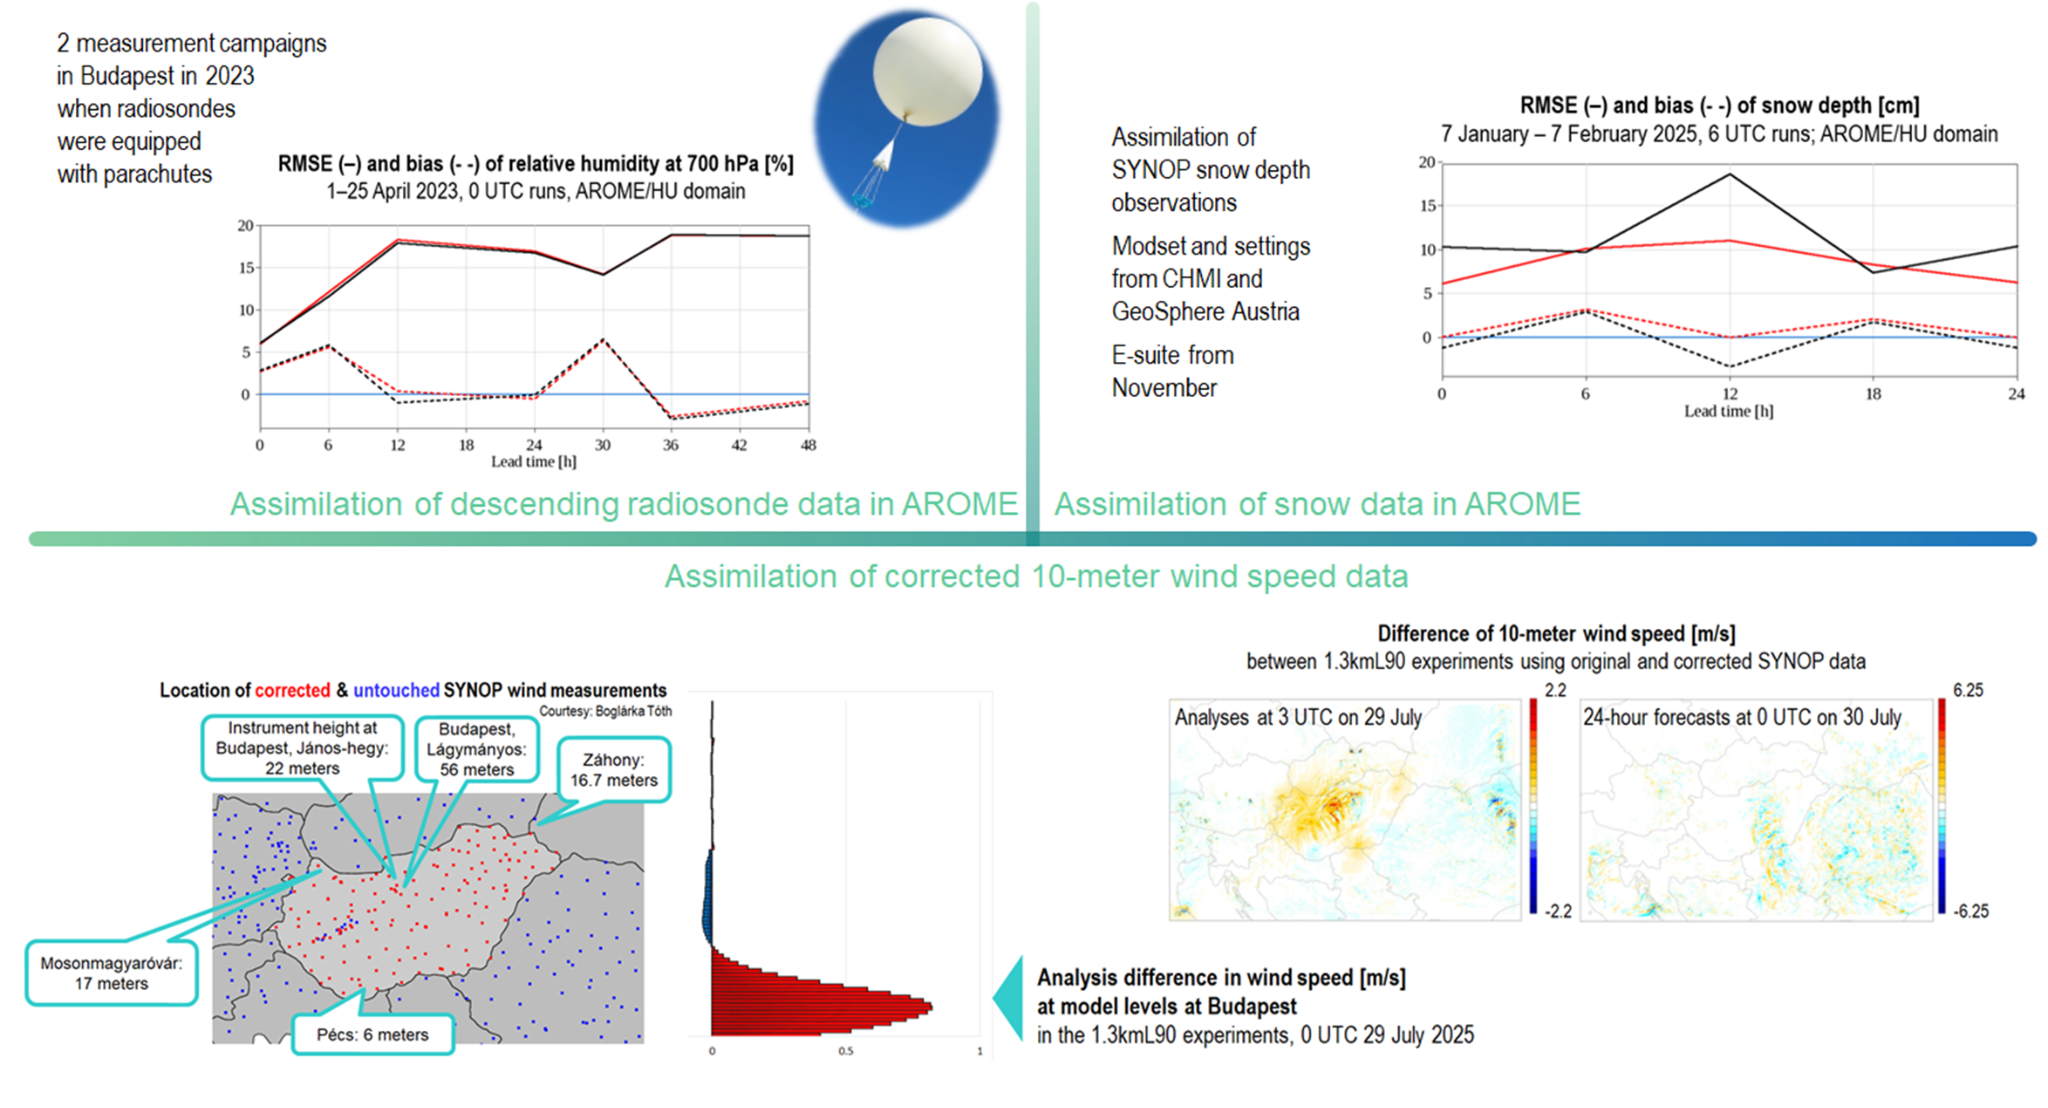 2 measurement campaigns
in Budapest in 2023
when radiosondes
were equipped
with parachutes
RMSE (–) and bias (- -) of relative humidity at 700 hPa [%]
1–25 April 2023, 0 UTC runs, AROME/HU domain
20
15
10
5
0
0 6 12 18 24 30 36 42 48
Lead time [h]
Assimilation of descending radiosonde data in AROME
Assimilation of
SYNOP snow depth
observations
Modset and settings
from CHMI and
GeoSphere Austria
E-suite from
November
RMSE (–) and bias (- -) of snow depth [cm]
7 January – 7 February 2025, 6 UTC runs; AROME/HU domain
20
15
10
5
0
0 6 12 18 24
Lead time [h]
Assimilation of snow data in AROME
Assimilation of corrected 10-meter wind speed data
Location of corrected & untouched SYNOP wind measurements
Courtesy: Boglárka Tóth
Instrument height at
Budapest, János-hegy:
22 meters
Budapest,
Lágymányos:
56 meters
Záhony:
16.7 meters
Mosonmagyaróvár:
17 meters
Pécs: 6 meters
0 0.5 1
Difference of 10-meter wind speed [m/s]
between 1.3kmL90 experiments using original and corrected SYNOP data
Analyses at 3 UTC on 29 July
2.2
-2.2
24-hour forecasts at 0 UTC on 30 July
6.25
-6.25
Analysis difference in wind speed [m/s]
at model levels at Budapest
in the 1.3kmL90 experiments, 0 UTC 29 July 2025